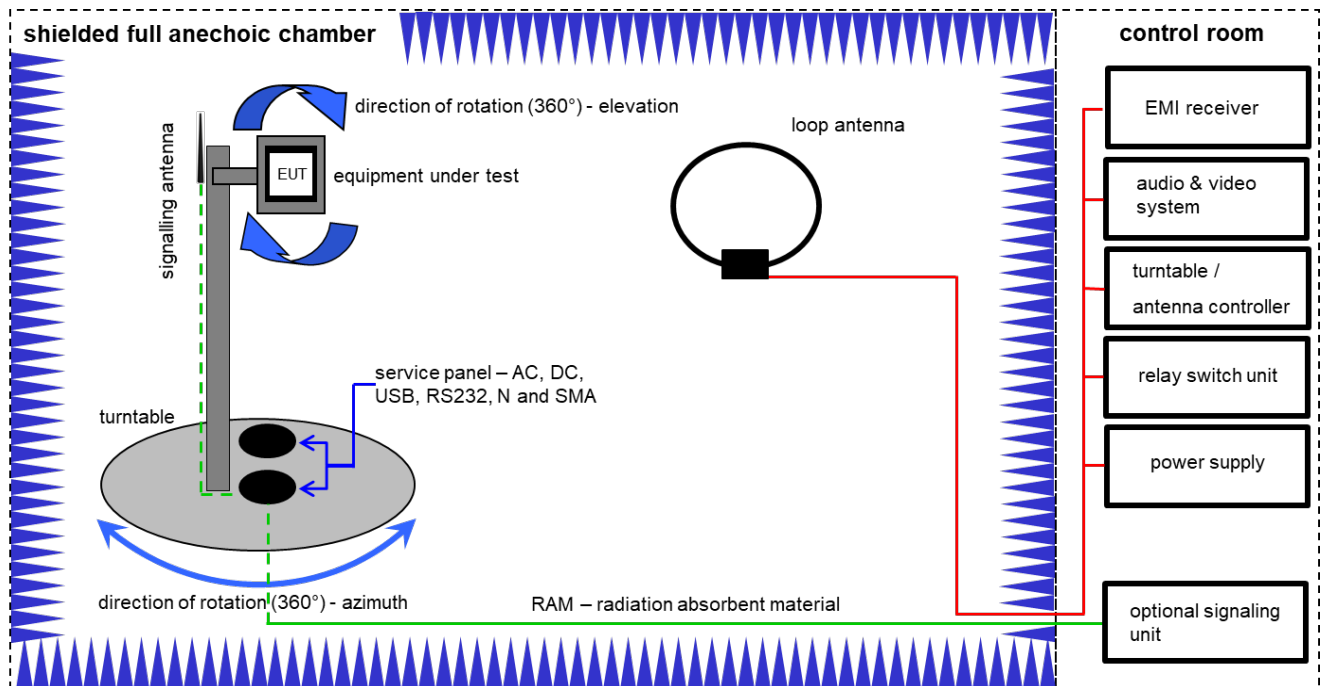 shielded full anechoic chamber
control room
direction of rotation (360°) - elevation
signalling antenna
EUT
equipment under test
loop antenna
EMI receiver
audio & video
system
turntable /
antenna controller
relay switch unit
power supply
service panel – AC, DC,
USB, RS232, N and SMA
turntable
direction of rotation (360°) - azimuth
RAM – radiation absorbent material
optional signaling
unit